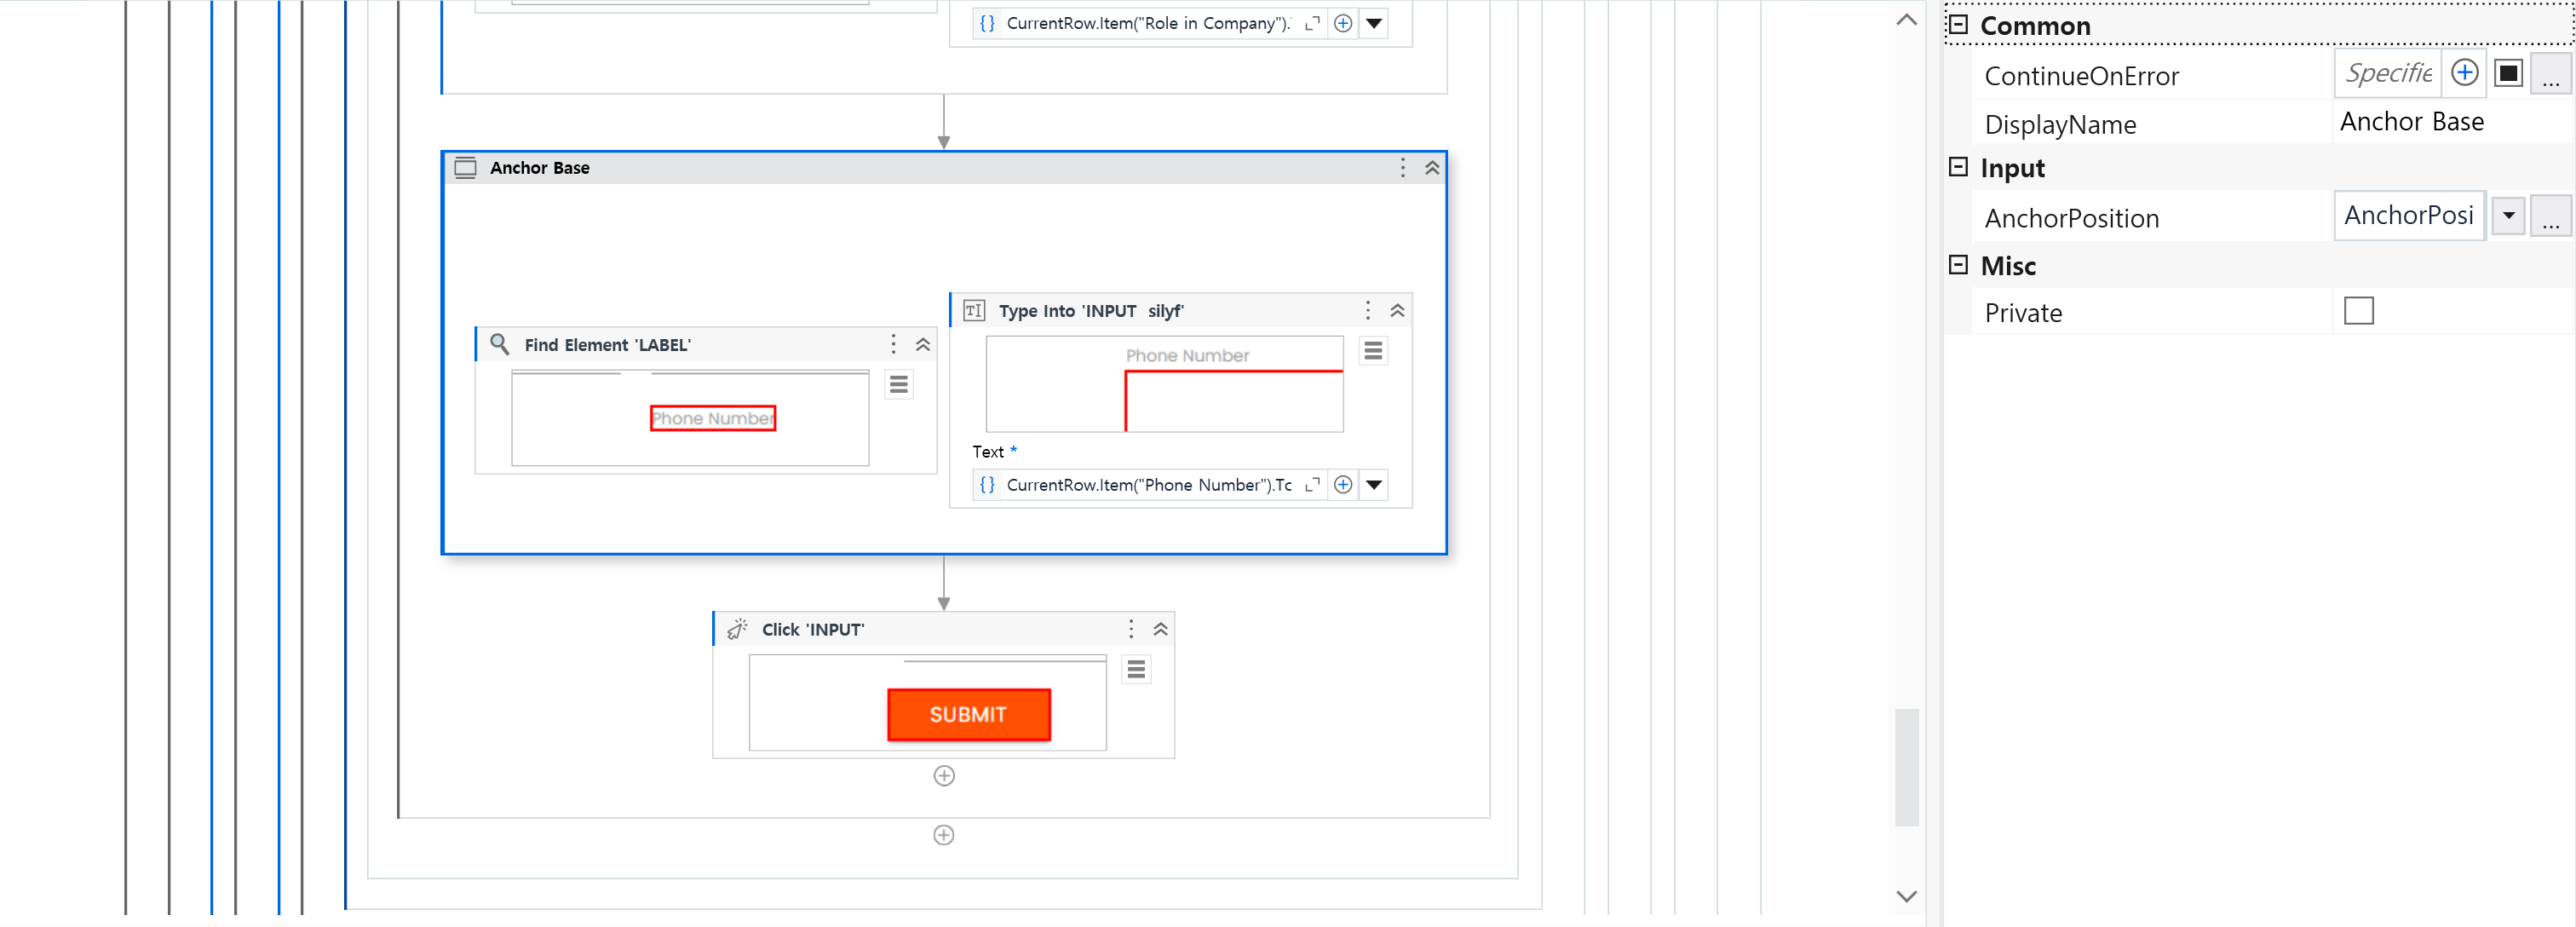 {} CurrentRow.Item("Role in Company").
Anchor Base
Type Into 'INPUT silyf'
Find Element 'LABEL'
Phone Number
Phone Number
Text *
{} CurrentRow.Item("Phone Number").Tc
Click 'INPUT'
SUBMIT
Common
ContinueOnError
Specifie
...
DisplayName
Anchor Base
Input
AnchorPosition
AnchorPosi
...
Misc
Private